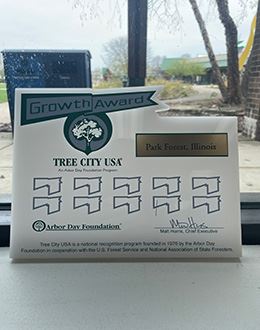 Growth Award
TREE CITY USA®
An Arbor Day Foundation Program
Park Forest, Illinois
Arbor Day Foundation®
Matt Harris, Chief Executive
Tree City USA is a national recognition program founded in 1976 by the Arbor Day
Foundation in cooperation with the U.S. Forest Service and National Association of State Foresters.